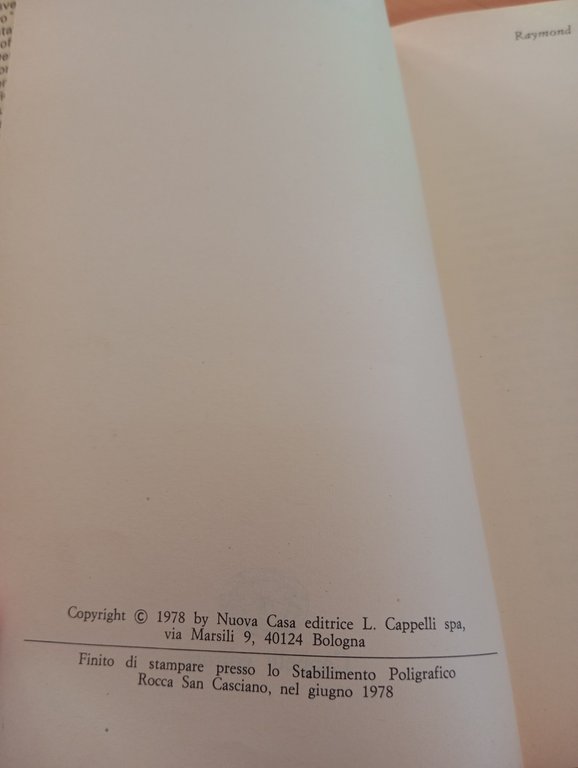 Raymond
Copyright © 1978 by Nuova Casa editrice L. Cappelli spa,
via Marsili 9, 40124 Bologna
Finito di stampare presso lo Stabilimento Poligrafico
Rocca San Casciano, nel giugno 1978